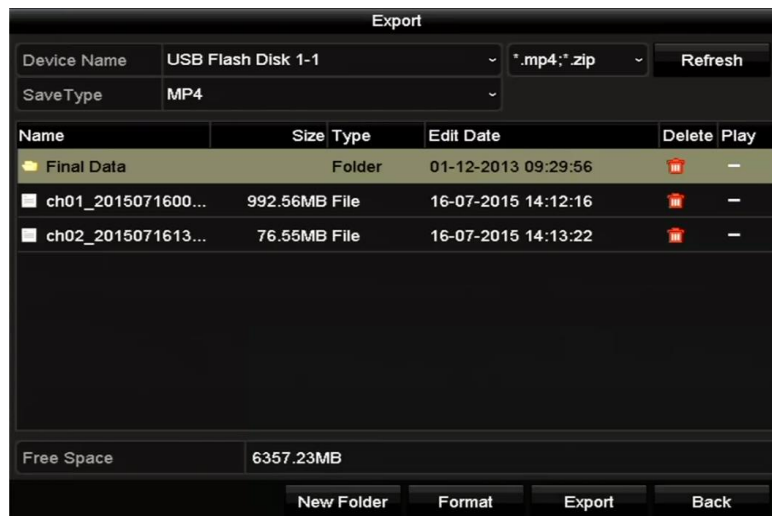 Export
Device Name USB Flash Disk 1-1 *.mp4;*.zip Refresh
SaveType MP4
Name Size Type Edit Date Delete Play
Final Data Folder 01-12-2013 09:29:56
ch01_2015071600... 992.56MB File 16-07-2015 14:12:16
ch02_2015071613... 76.55MB File 16-07-2015 14:13:22
Free Space 6357.23MB
New Folder Format Export Back